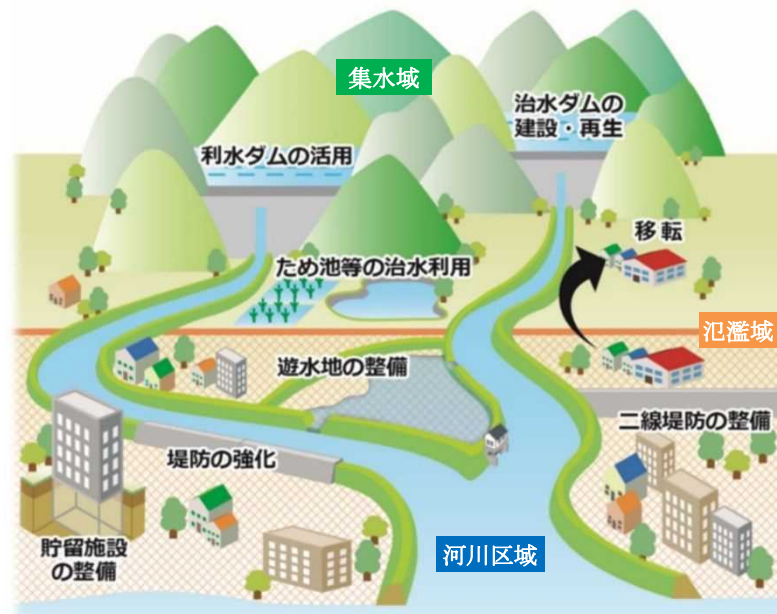 集水域
治水ダムの
建設・再生
利水ダムの活用
移転
ため池等の治水利用
氾濫域
遊水地の整備
二線堤防の整備
堤防の強化
貯留施設
の整備
河川区域